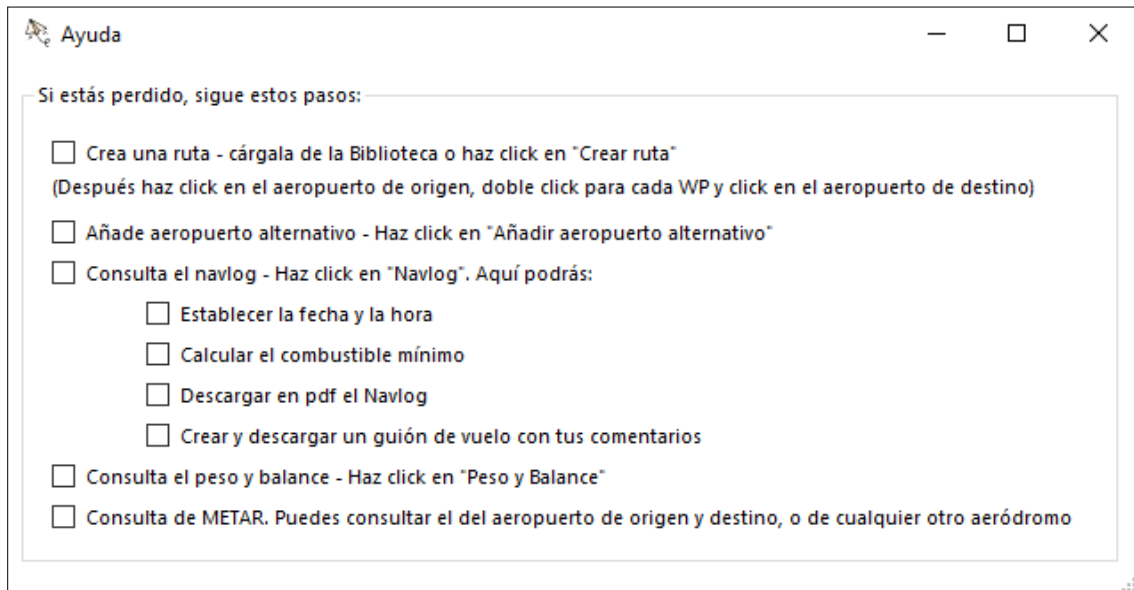 Ayuda
Si estás perdido, sigue estos pasos:
Crea una ruta - cárgala de la Biblioteca o haz click en "Crear ruta"
(Después haz click en el aeropuerto de origen, doble click para cada WP y click en el aeropuerto de destino)
Añade aeropuerto alternativo - Haz click en "Añadir aeropuerto alternativo"
Consulta el navlog - Haz click en "Navlog". Aquí podrás:
Establecer la fecha y la hora
Calcular el combustible mínimo
Descargar en pdf el Navlog
Crear y descargar un guión de vuelo con tus comentarios
Consulta el peso y balance - Haz click en "Peso y Balance"
Consulta de METAR. Puedes consultar el del aeropuerto de origen y destino, o de cualquier otro aeródromo